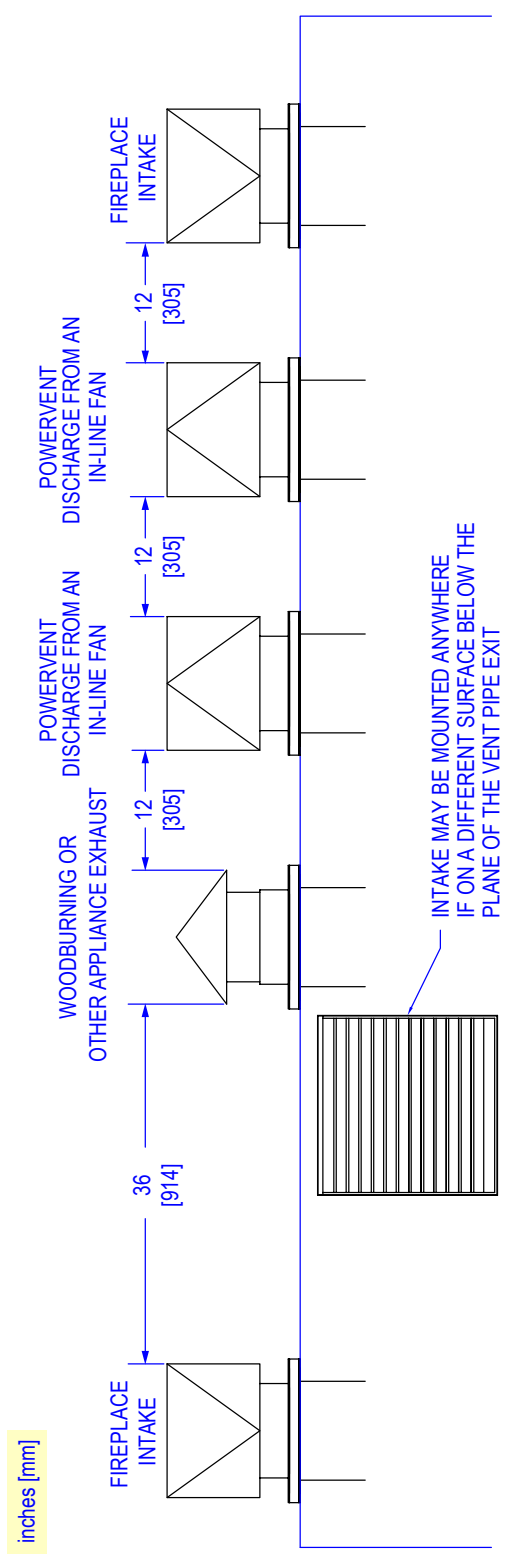 inches [mm]
FIREPLACE
INTAKE
36
[914]
WOODBURNING OR
OTHER APPLIANCE EXHAUST
12
[305]
POWERVENT
DISCHARGE FROM AN
IN-LINE FAN
12
[305]
POWERVENT
DISCHARGE FROM AN
IN-LINE FAN
12
[305]
FIREPLACE
INTAKE
INTAKE MAY BE MOUNTED ANYWHERE
IF ON A DIFFERENT SURFACE BELOW THE
PLANE OF THE VENT PIPE EXIT